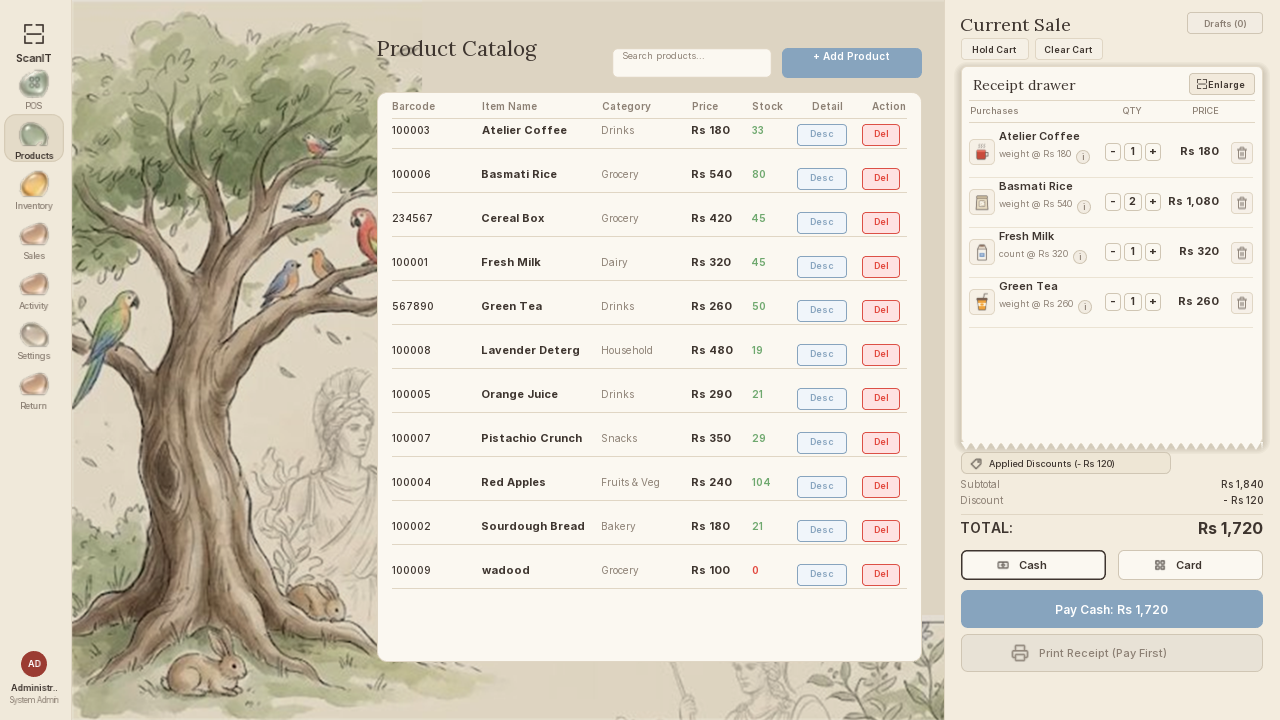 ScanIT
POS
Products
Inventory
Sales
Activity
Settings
Return
AD
Administr..
System Admin
Product Catalog
Search products...
+ Add Product
Barcode Item Name Category Price Stock Detail Action
100003 Atelier Coffee Drinks Rs 180 33 Desc Del
100006 Basmati Rice Grocery Rs 540 80 Desc Del
234567 Cereal Box Grocery Rs 420 45 Desc Del
100001 Fresh Milk Dairy Rs 320 45 Desc Del
567890 Green Tea Drinks Rs 260 50 Desc Del
100008 Lavender Deterg Household Rs 480 19 Desc Del
100005 Orange Juice Drinks Rs 290 21 Desc Del
100007 Pistachio Crunch Snacks Rs 350 29 Desc Del
100004 Red Apples Fruits & Veg Rs 240 104 Desc Del
100002 Sourdough Bread Bakery Rs 180 21 Desc Del
100009 wadood Grocery Rs 100 0 Desc Del
Current Sale
Drafts (0)
Hold Cart Clear Cart
Receipt drawer
Enlarge
Purchases QTY PRICE
Atelier Coffee
weight @ Rs 180 i - 1 + Rs 180
Basmati Rice
weight @ Rs 540 i - 2 + Rs 1,080
Fresh Milk
count @ Rs 320 i - 1 + Rs 320
Green Tea
weight @ Rs 260 i - 1 + Rs 260
Applied Discounts (- Rs 120)
Subtotal Rs 1,840
Discount - Rs 120
TOTAL: Rs 1,720
Cash Card
Pay Cash: Rs 1,720
Print Receipt (Pay First)